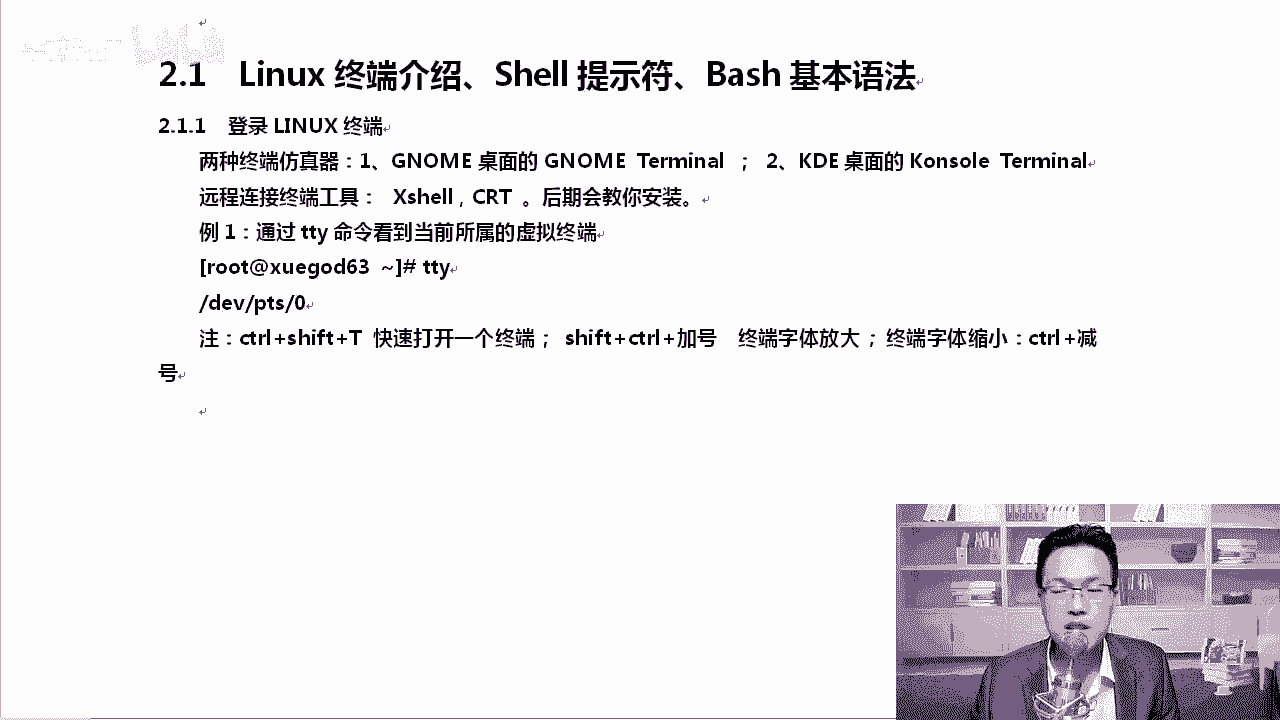 2.1 Linux 终端介绍、Shell 提示符、Bash 基本语法
2.1.1 登录 LINUX 终端
两种终端仿真器：1、GNOME 桌面的 GNOME Terminal ； 2、KDE 桌面的 Konsole Terminal
远程连接终端工具： Xshell，CRT 。后期会教你安装。
例 1：通过 tty 命令看到当前所属的虚拟终端
[root@xuegod63 ~]# tty
/dev/pts/0
注：ctrl+shift+T 快速打开一个终端； shift+ctrl+加号 终端字体放大 ；终端字体缩小：ctrl+减
号